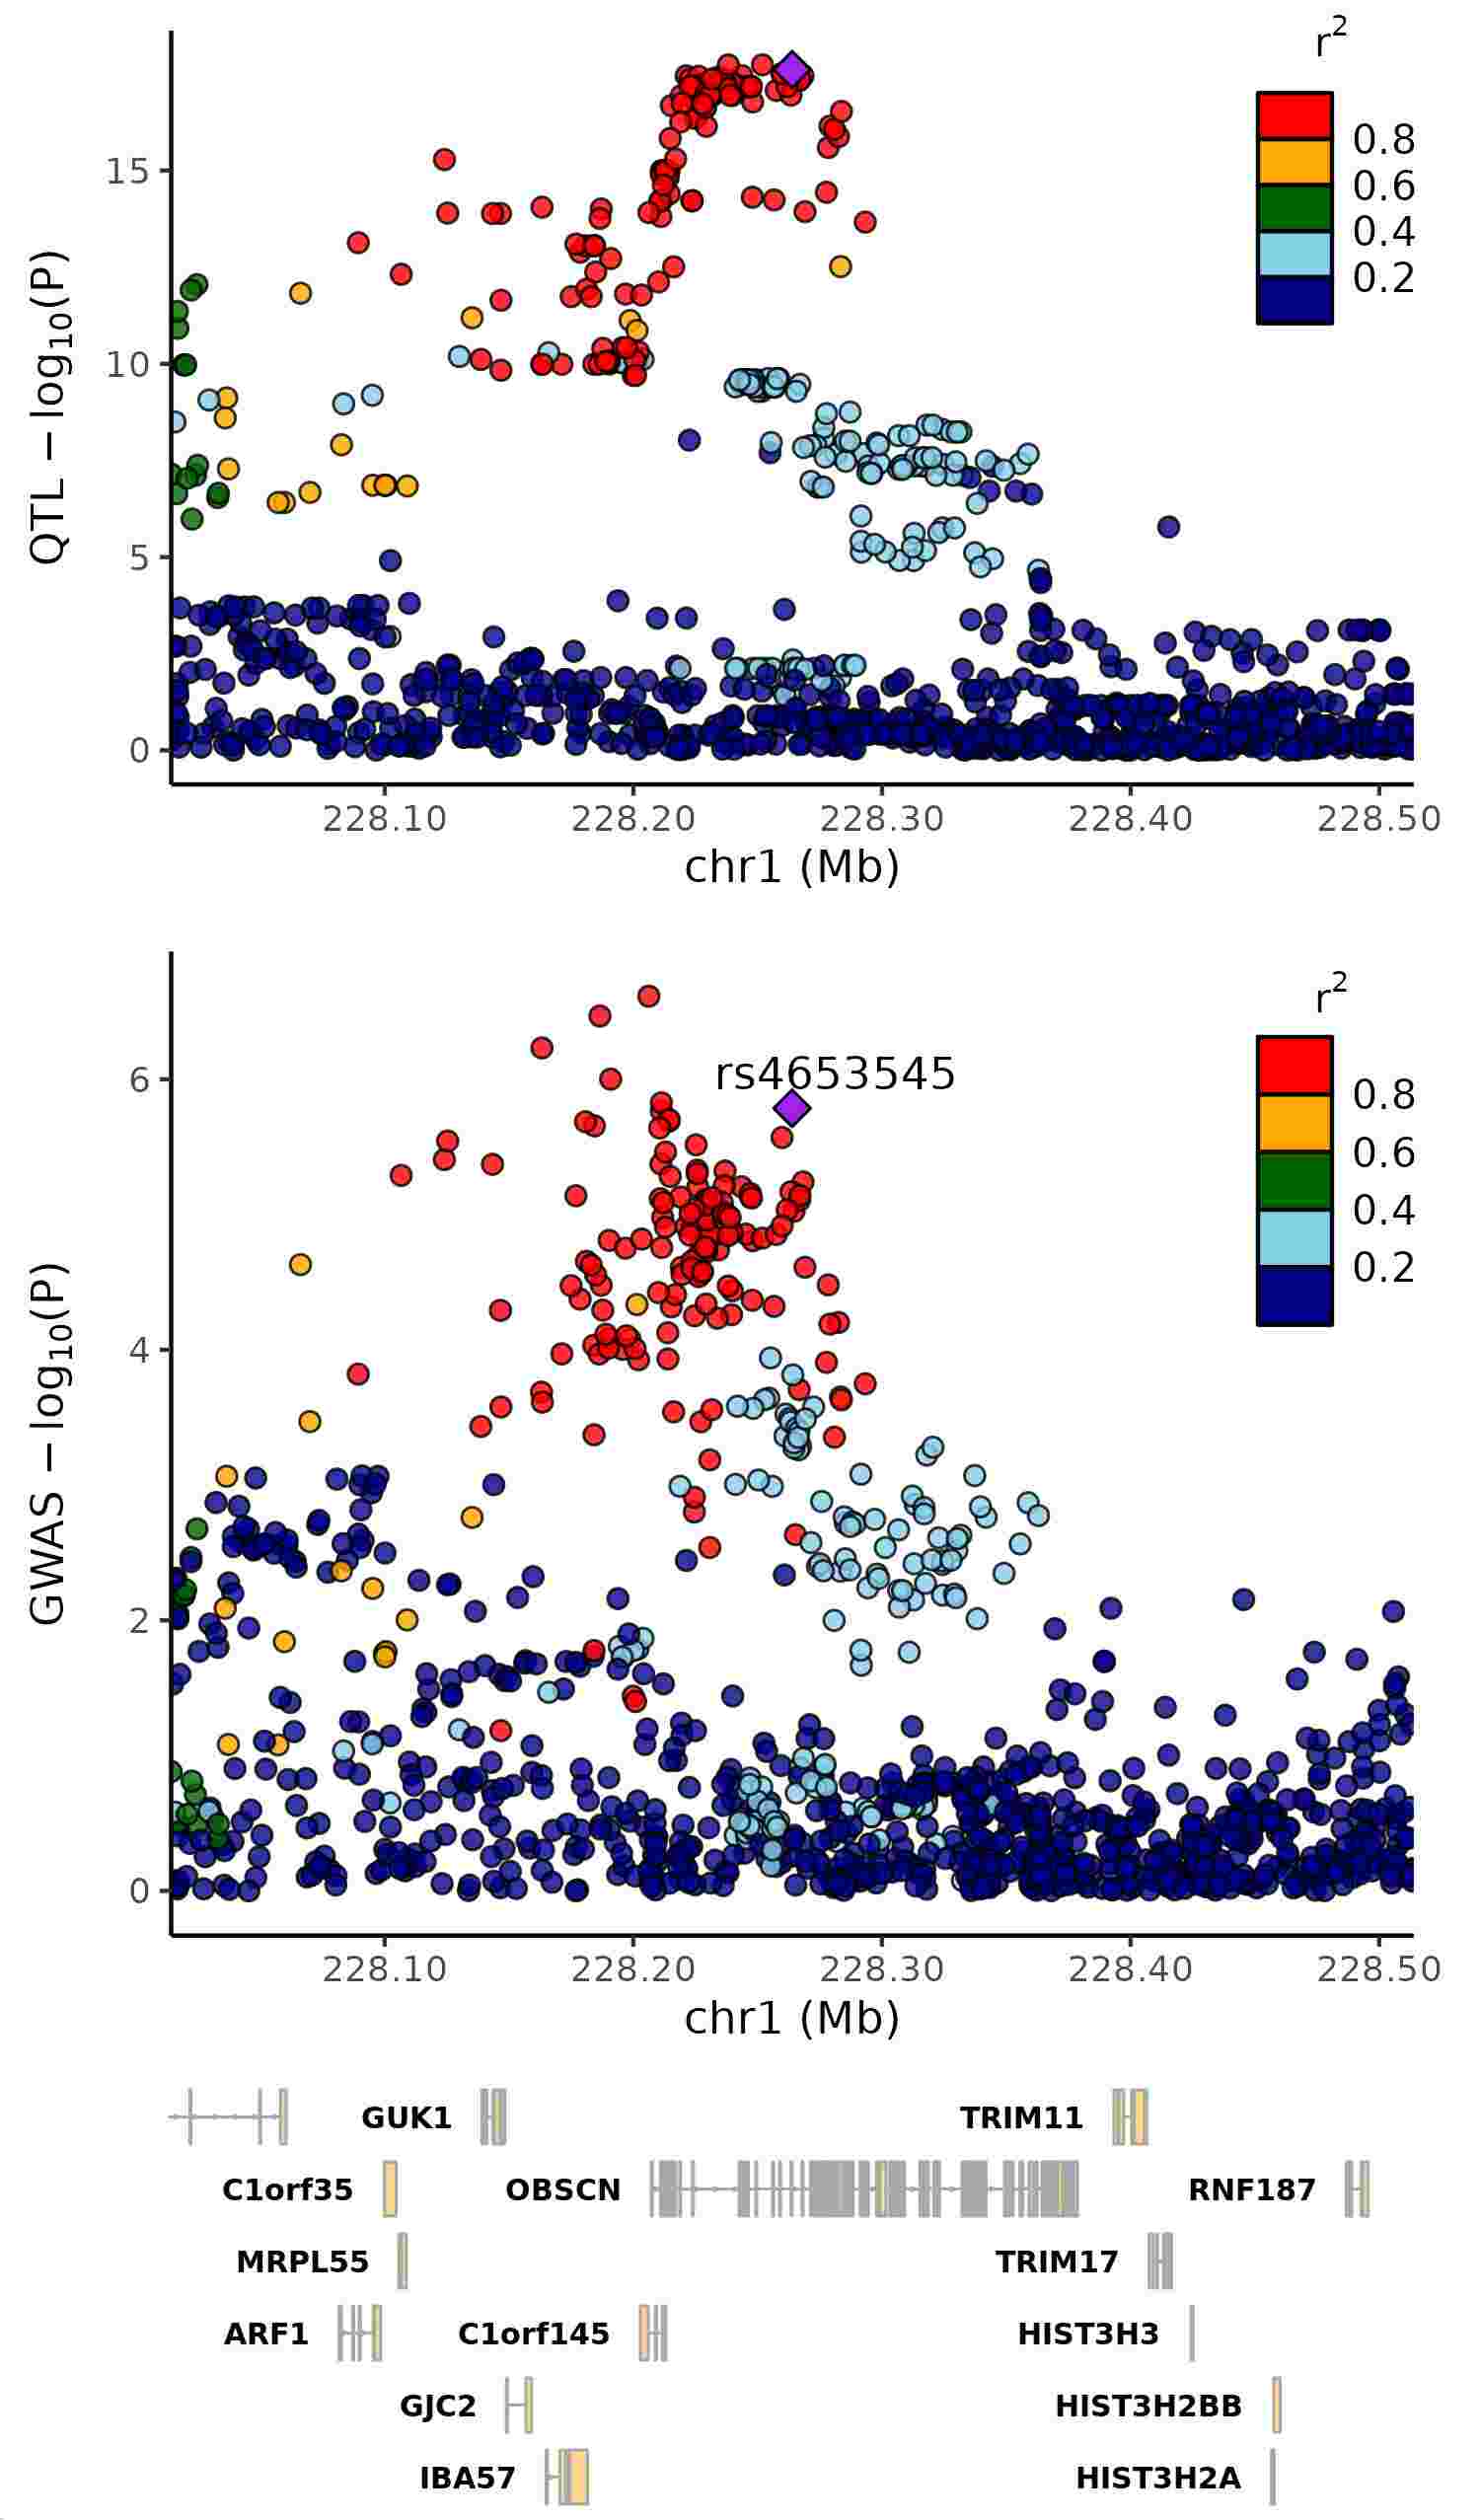 r2
0.8
0.6
0.4
0.2
15
10
5
0
QTL − log10(P)
228.10 228.20 228.30 228.40 228.50
chr1 (Mb)
r2
0.8
0.6
0.4
0.2
rs4653545
6
4
2
0
GWAS − log10(P)
228.10 228.20 228.30 228.40 228.50
chr1 (Mb)
GUK1 TRIM11
C1orf35 OBSCN RNF187
MRPL55 TRIM17
ARF1 C1orf145 HIST3H3
GJC2 HIST3H2BB
IBA57 HIST3H2A